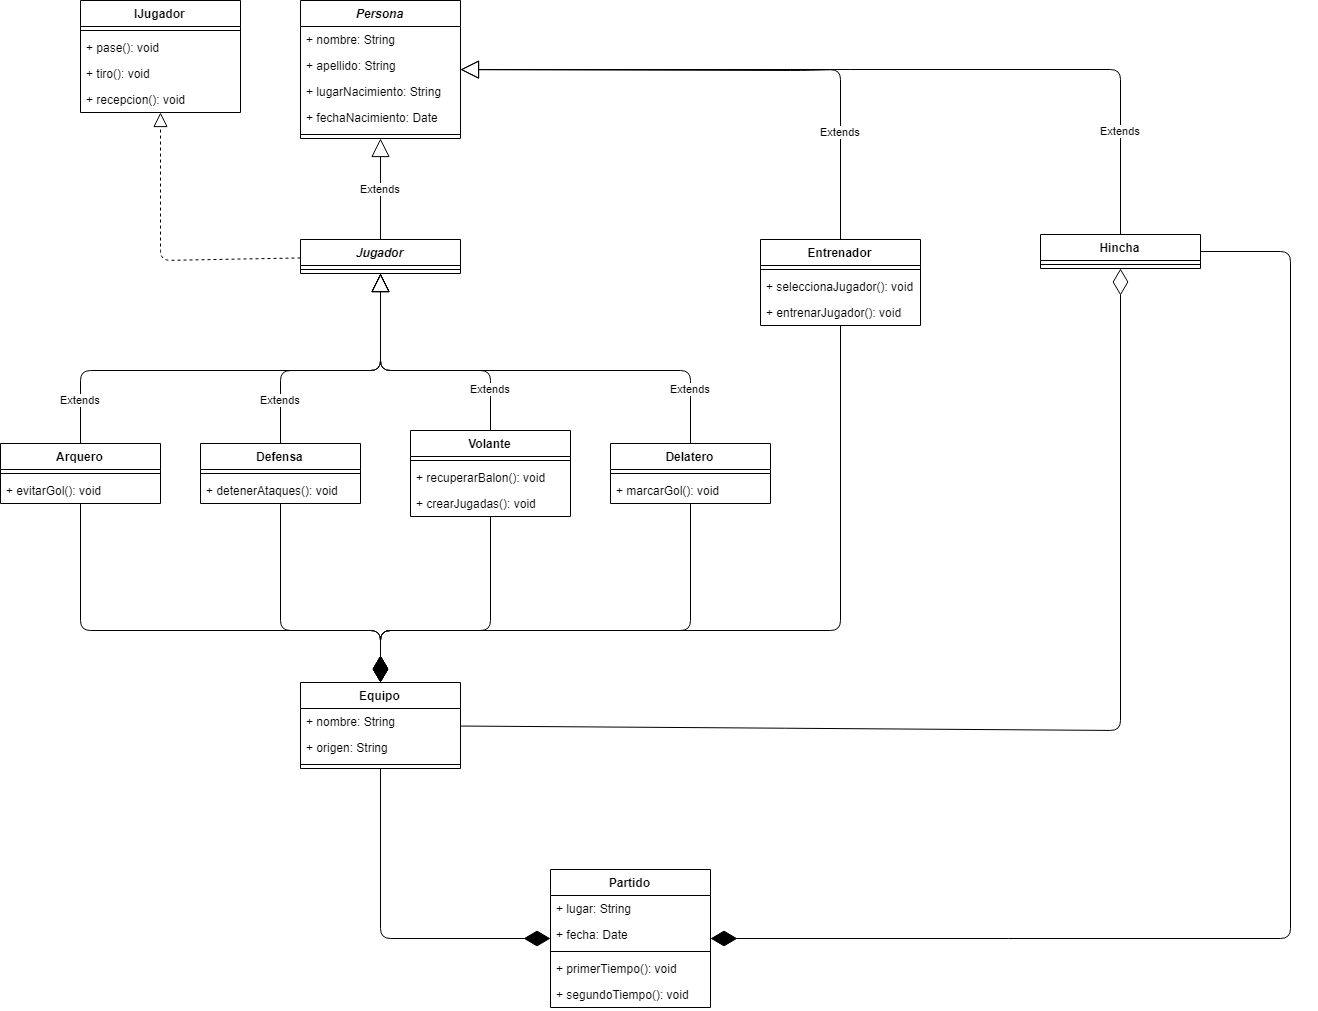 IJugador
+ pase(): void
+ tiro(): void
+ recepcion(): void
Persona
+ nombre: String
+ apellido: String
+ lugarNacimiento: String
+ fechaNacimiento: Date
Extends
Extends
Extends
Jugador
Entrenador
+ seleccionaJugador(): void
+ entrenarJugador(): void
Hincha
Extends
Extends
Extends
Extends
Arquero
+ evitarGol(): void
Defensa
+ detenerAtaques(): void
Volante
+ recuperarBalon(): void
+ crearJugadas(): void
Delatero
+ marcarGol(): void
Equipo
+ nombre: String
+ origen: String
Partido
+ lugar: String
+ fecha: Date
+ primerTiempo(): void
+ segundoTiempo(): void